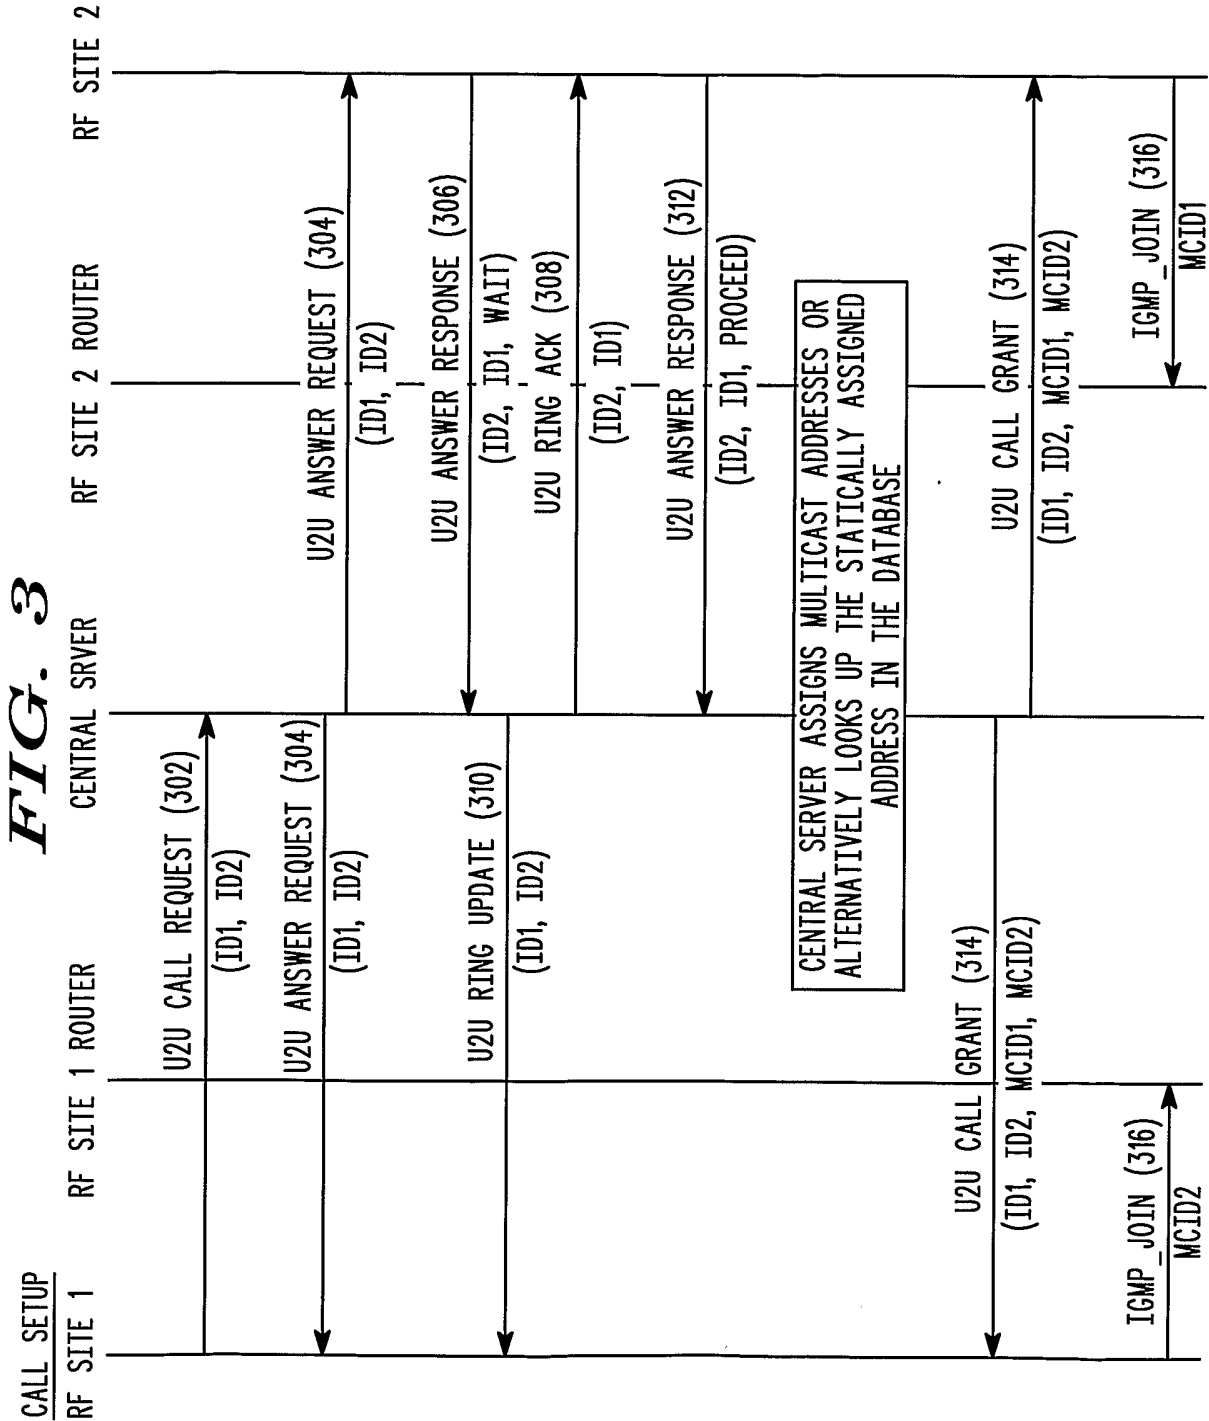 FIG. 3
CALL SETUP
RF SITE 1
RF SITE 1 ROUTER
CENTRAL SRVER
RF SITE 2 ROUTER
RF SITE 2
U2U CALL REQUEST (302)
(ID1, ID2)
U2U ANSWER REQUEST (304)
(ID1, ID2)
U2U ANSWER REQUEST (304)
(ID1, ID2)
U2U ANSWER RESPONSE (306)
(ID2, ID1, WAIT)
U2U RING UPDATE (310)
(ID1, ID2)
U2U RING ACK (308)
(ID2, ID1)
U2U ANSWER RESPONSE (312)
(ID2, ID1, PROCEED)
CENTRAL SERVER ASSIGNS MULTICAST ADDRESSES OR
ALTERNATIVELY LOOKS UP THE STATICALLY ASSIGNED
ADDRESS IN THE DATABASE
U2U CALL GRANT (314)
(ID1, ID2, MCID1, MCID2)
U2U CALL GRANT (314)
(ID1, ID2, MCID1, MCID2)
IGMP_JOIN (316)
MCID2
IGMP_JOIN (316)
MCID1